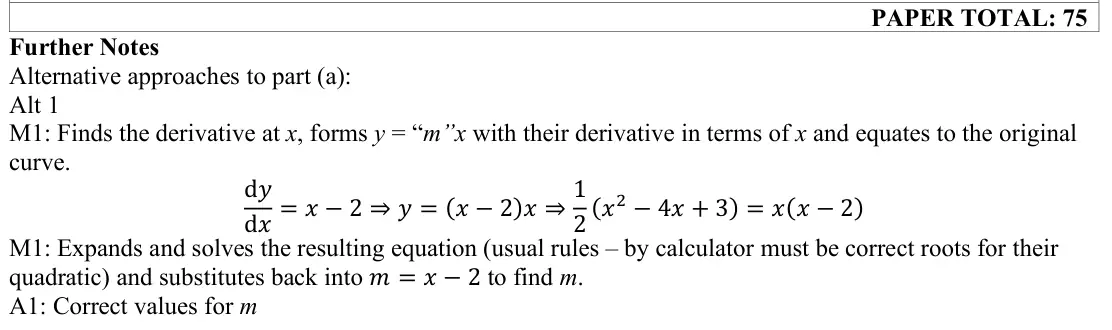 PAPER TOTAL: 75
Further Notes
Alternative approaches to part (a):
Alt 1
M1: Finds the derivative at x, forms y = “m”x with their derivative in terms of x and equates to the original
curve.
dy/dx = x − 2 ⇒ y = (x − 2)x ⇒ 1/2 (x² − 4x + 3) = x(x − 2)
M1: Expands and solves the resulting equation (usual rules – by calculator must be correct roots for their
quadratic) and substitutes back into m = x − 2 to find m.
A1: Correct values for m